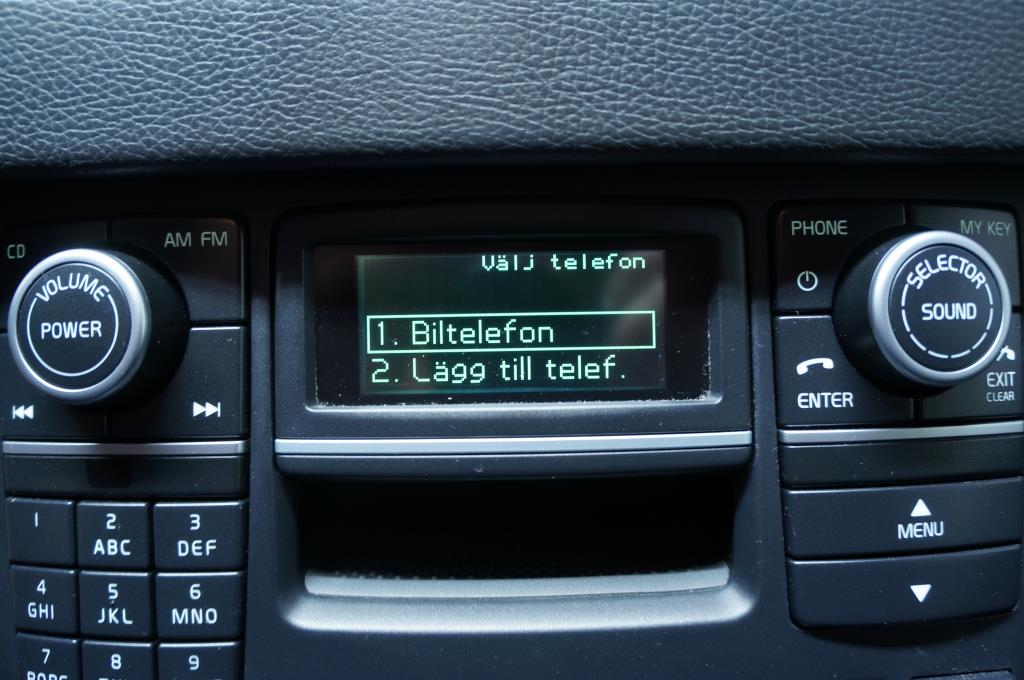 CD
AM FM
VOLUME
POWER
Välj telefon
1. Biltelefon
2. Lägg till telef.
PHONE
MY KEY
SELECTOR
SOUND
ENTER
EXIT
CLEAR
MENU
1
2
ABC
3
DEF
4
GHI
5
JKL
6
MNO
7
8
9